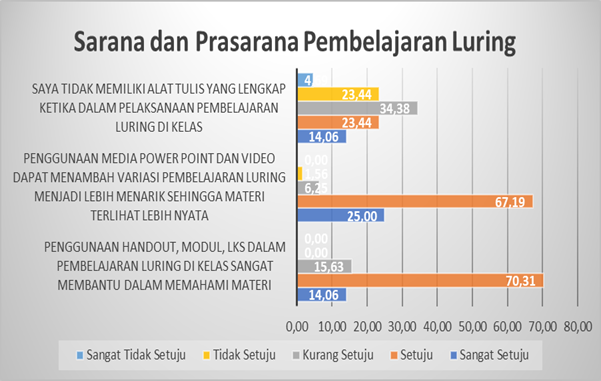 Sarana dan Prasarana Pembelajaran Luring
SAYA TIDAK MEMILIKI ALAT TULIS YANG LENGKAP
KETIKA DALAM PELAKSANAAN PEMBELAJARAN
LURING DI KELAS
4
23,44
34,38
23,44
14,06
PENGGUNAAN MEDIA POWER POINT DAN VIDEO
DAPAT MENAMBAH VARIASI PEMBELAJARAN LURING
MENJADI LEBIH MENARIK SEHINGGA MATERI
TERLIHAT LEBIH NYATA
0,00
1,56
6,25
67,19
25,00
PENGGUNAAN HANDOUT, MODUL, LKS DALAM
PEMBELAJARAN LURING DI KELAS SANGAT
MEMBANTU DALAM MEMAHAMI MATERI
0,00
0,00
15,63
70,31
14,06
0,00 10,00 20,00 30,00 40,00 50,00 60,00 70,00 80,00
Sangat Tidak Setuju Tidak Setuju Kurang Setuju Setuju Sangat Setuju